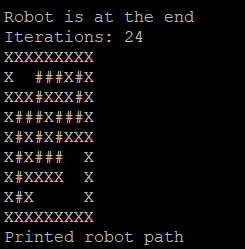 Robot is at the end
Iterations: 24
XXXXXXXXX
X  ###X#X
XXX#XXX#X
X###X###X
X#X#X#XXX
X#X###  X
X#XXXX  X
X#X     X
XXXXXXXXX
Printed robot path